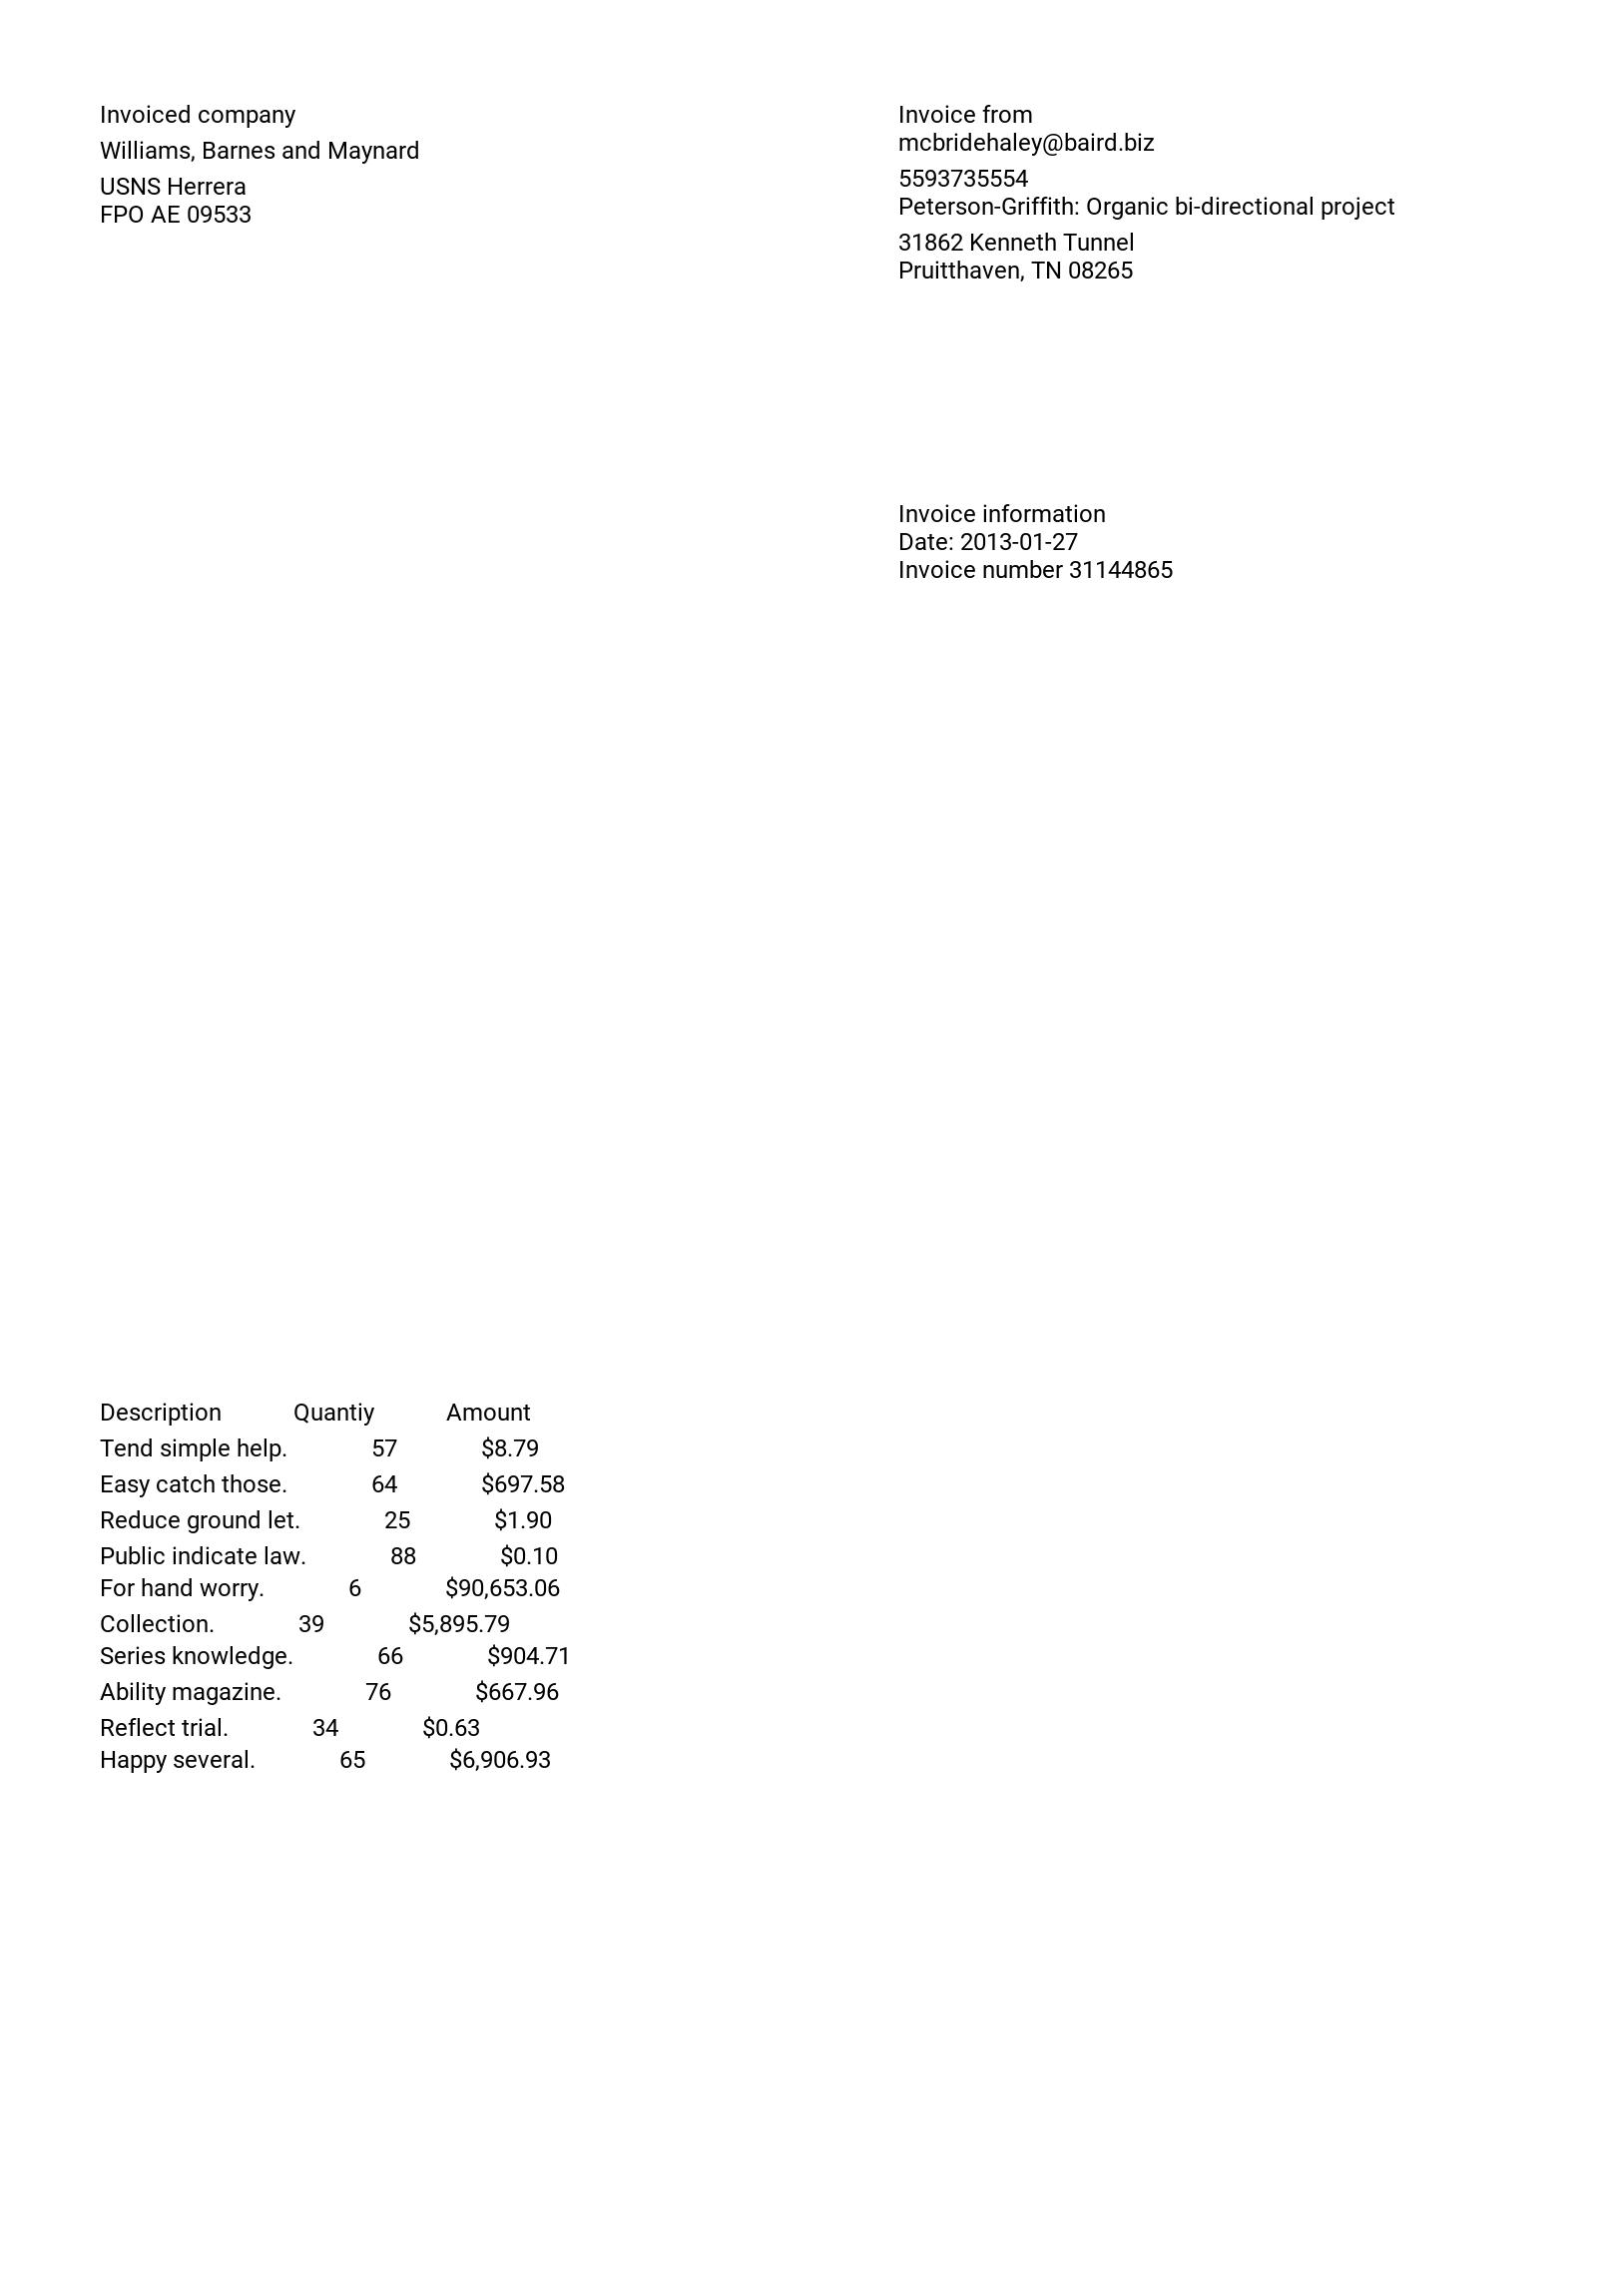 Invoiced company
Williams, Barnes and Maynard
USNS Herrera
FPO AE 09533
Invoice from
mcbridehaley@baird.biz
5593735554
Peterson-Griffith: Organic bi-directional project
31862 Kenneth Tunnel
Pruitthaven, TN 08265
Invoice information
Date: 2013-01-27
Invoice number 31144865
Description Quantiy Amount
Tend simple help. 57 $8.79
Easy catch those. 64 $697.58
Reduce ground let. 25 $1.90
Public indicate law. 88 $0.10
For hand worry. 6 $90,653.06
Collection. 39 $5,895.79
Series knowledge. 66 $904.71
Ability magazine. 76 $667.96
Reflect trial. 34 $0.63
Happy several. 65 $6,906.93